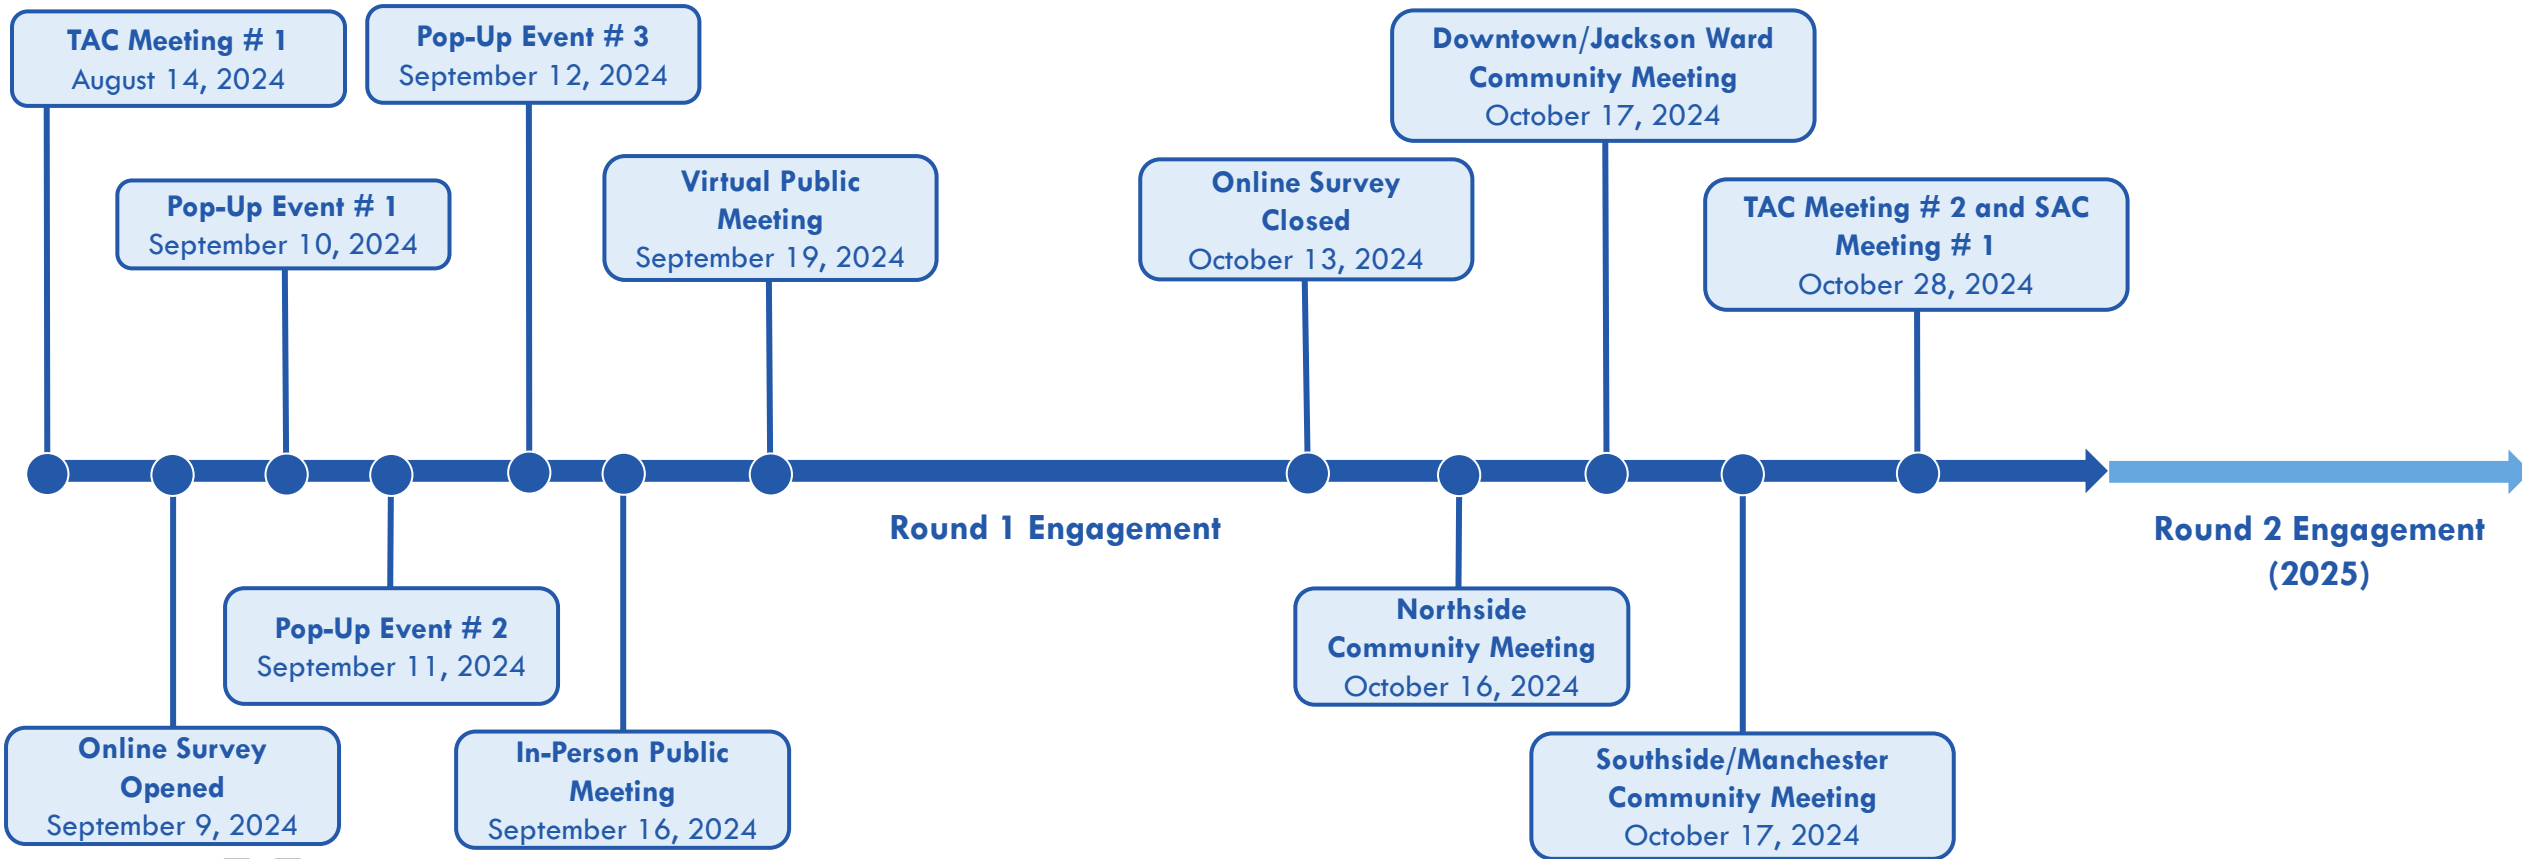 TAC Meeting # 1
August 14, 2024
Pop-Up Event # 3
September 12, 2024
Downtown/Jackson Ward
Community Meeting
October 17, 2024
Pop-Up Event # 1
September 10, 2024
Virtual Public
Meeting
September 19, 2024
Online Survey
Closed
October 13, 2024
TAC Meeting # 2 and SAC
Meeting # 1
October 28, 2024
Round 1 Engagement
Round 2 Engagement
(2025)
Pop-Up Event # 2
September 11, 2024
Northside
Community Meeting
October 16, 2024
Online Survey
Opened
September 9, 2024
In-Person Public
Meeting
September 16, 2024
Southside/Manchester
Community Meeting
October 17, 2024